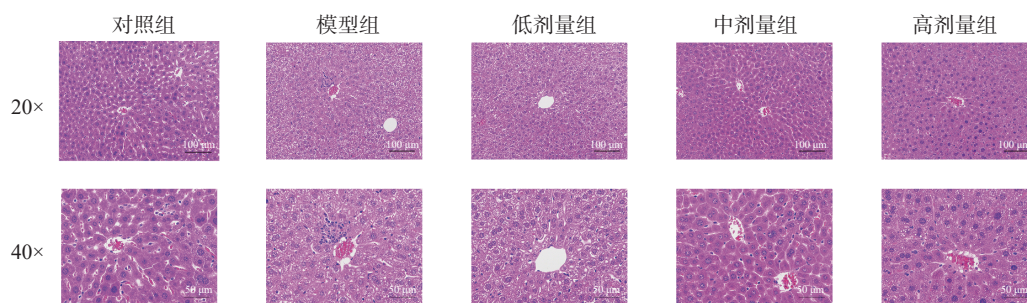 对照组 模型组 低剂量组 中剂量组 高剂量组
20×
100 μm 100 μm 100 μm 100 μm 100 μm
40×
50 μm 50 μm 50 μm 50 μm 50 μm